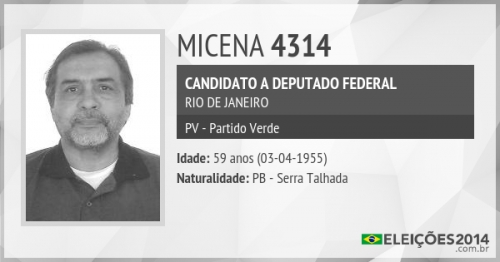 MICENA 4314
CANDIDATO A DEPUTADO FEDERAL
RIO DE JANEIRO
PV - Partido Verde
Idade: 59 anos (03-04-1955)
Naturalidade: PB - Serra Talhada
ELEIÇÕES2014
.com.br